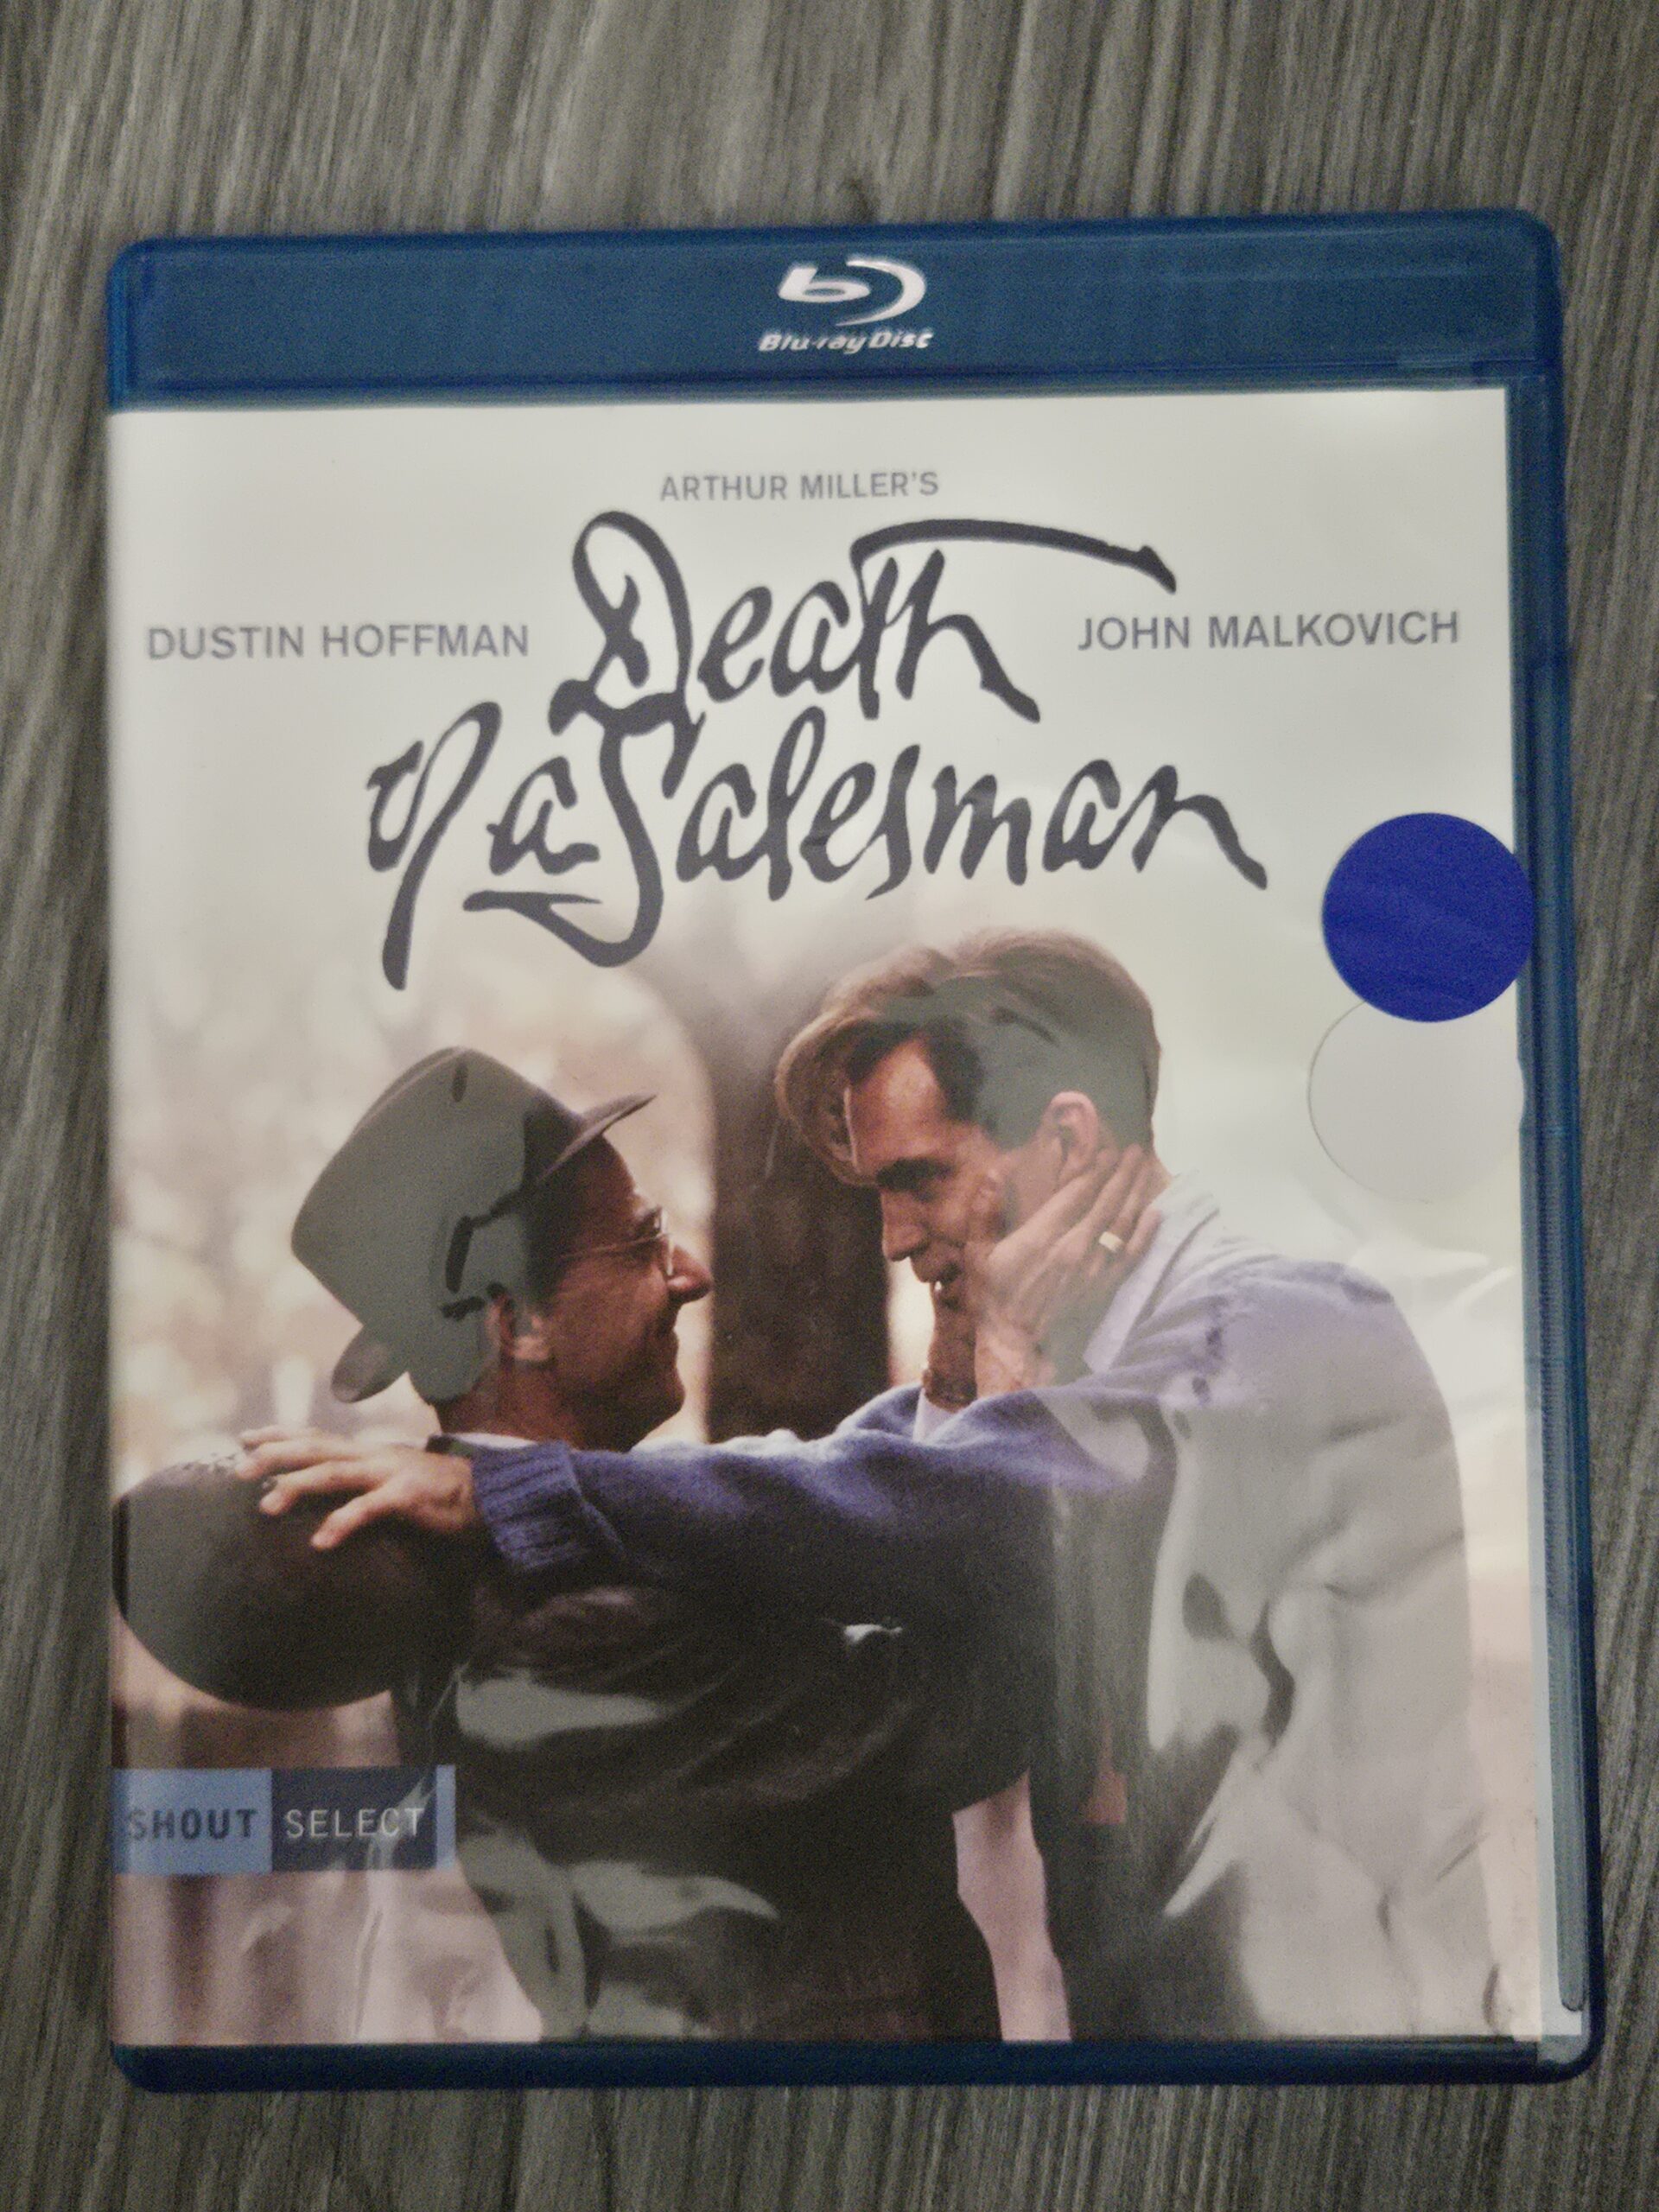 Blu-ray Disc
ARTHUR MILLER'S
Death
DUSTIN HOFFMAN
JOHN MALKOVICH
of a Salesman
SHOUT SELECT